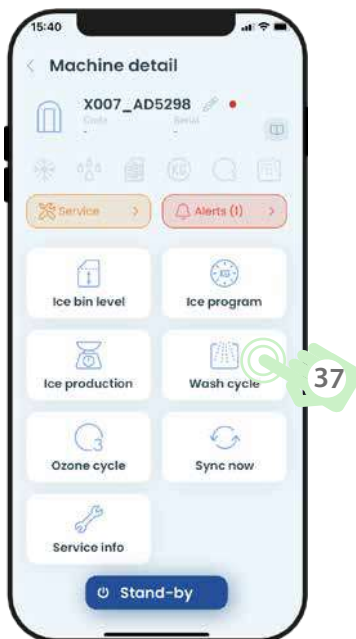 15:40
Machine detail
X007_AD5298
Code Serial
- -
KG
Service > Alerts (1) >
Ice bin level Ice program
Ice production Wash cycle
37
Ozone cycle Sync now
Service info
Stand-by